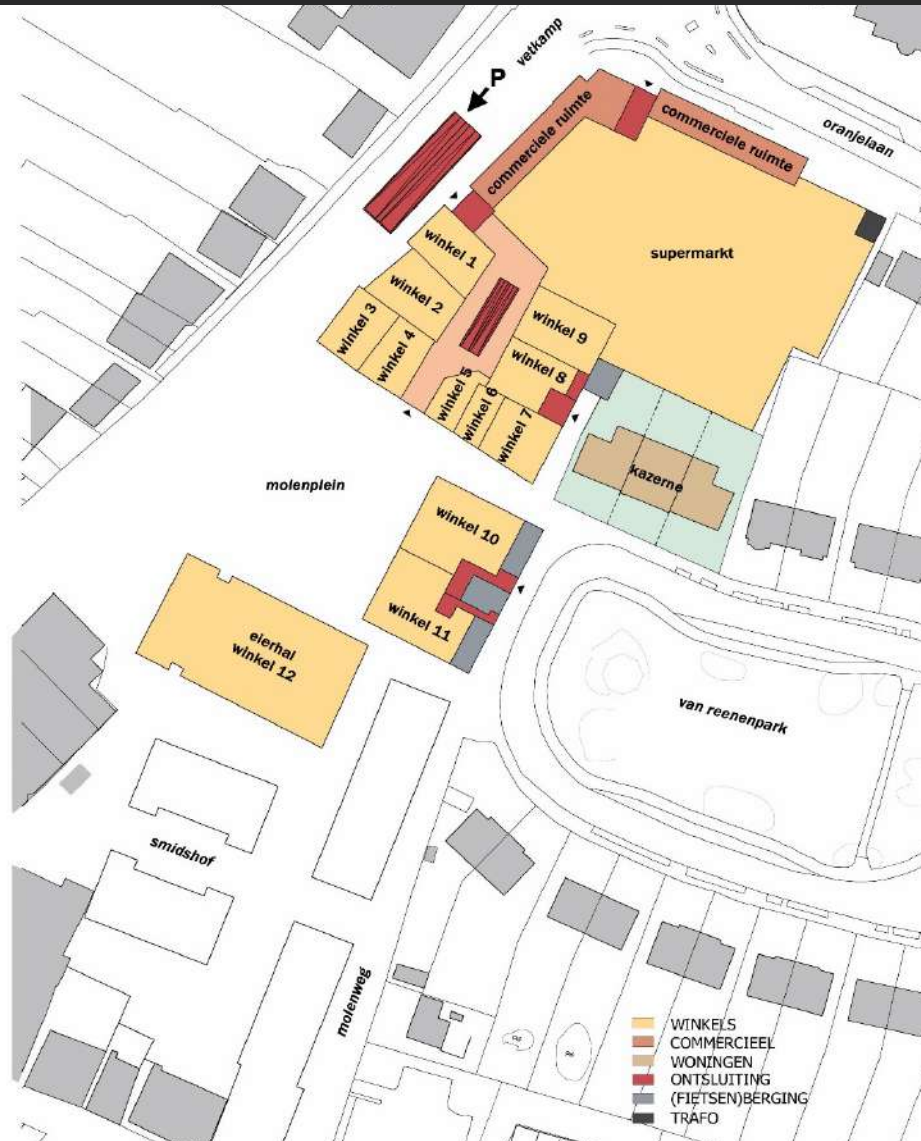 vetkamp
P
commerciele ruimte
commerciele ruimte
oranjelaan
supermarkt
winkel 1
winkel 2
winkel 3
winkel 4
winkel 9
winkel 8
winkel 5
winkel 6
winkel 7
kazerne
molenplein
winkel 10
winkel 11
eierhal
winkel 12
van reenenpark
smidshof
molenweg
WINKELS
COMMERCIEEL
WONINGEN
ONTSLUITING
(FIETSEN)BERGING
TRAFO